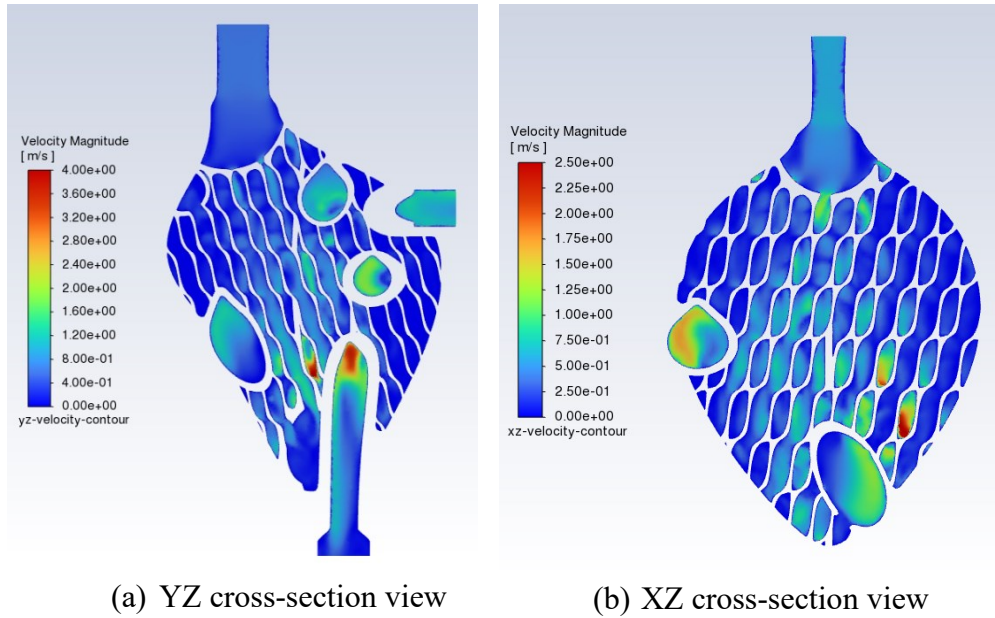 Velocity Magnitude
[ m/s ]
4.00e+00
3.60e+00
3.20e+00
2.80e+00
2.40e+00
2.00e+00
1.60e+00
1.20e+00
8.00e-01
4.00e-01
0.00e+00
yz-velocity-contour
Velocity Magnitude
[ m/s ]
2.50e+00
2.25e+00
2.00e+00
1.75e+00
1.50e+00
1.25e+00
1.00e+00
7.50e-01
5.00e-01
2.50e-01
0.00e+00
xz-velocity-contour
(a) YZ cross-section view
(b) XZ cross-section view